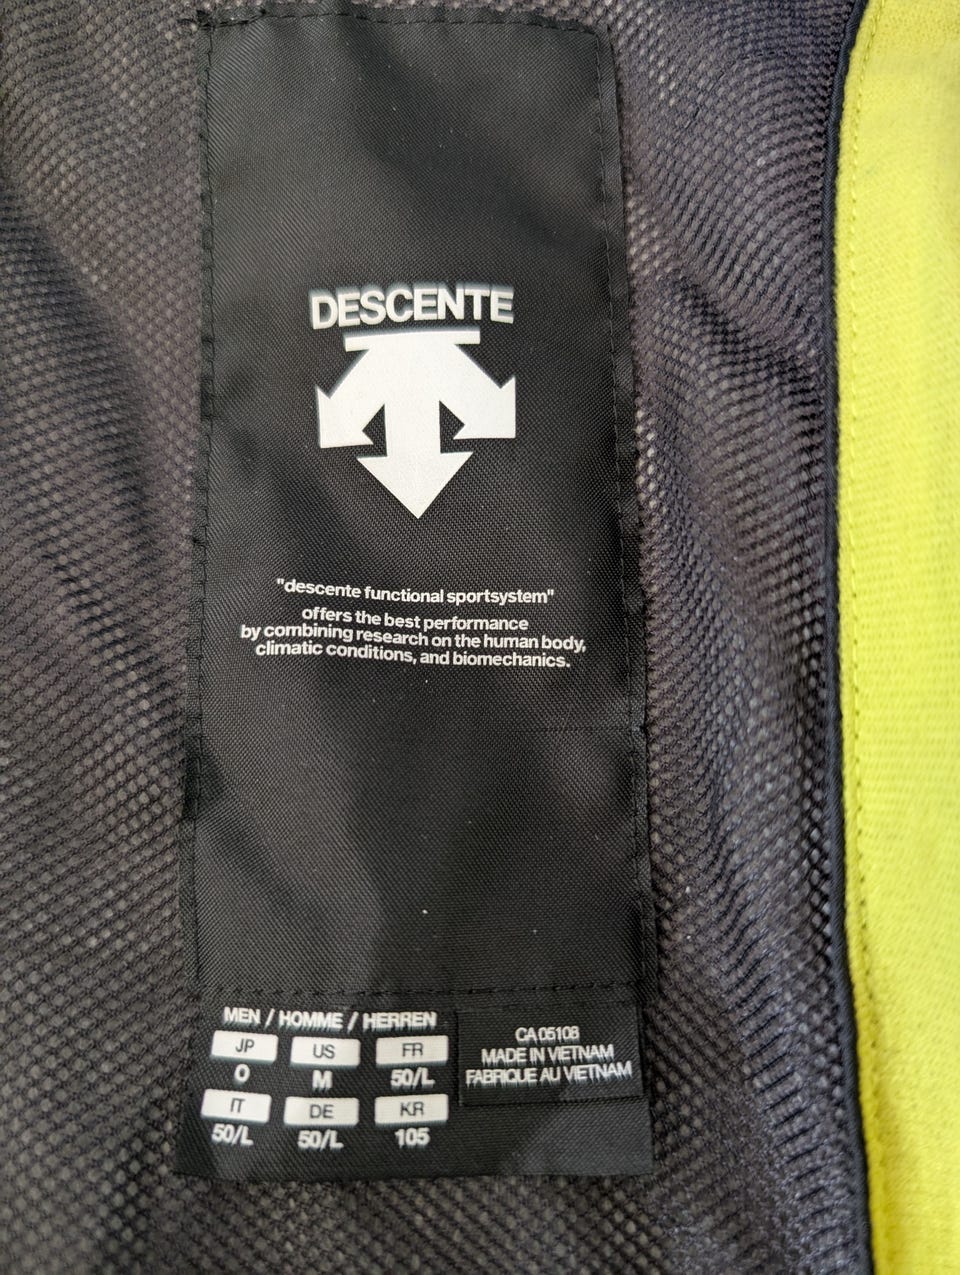 DESCENTE
"descente functional sportsystem"
offers the best performance
by combining research on the human body,
climatic conditions, and biomechanics.
MEN / HOMME / HERREN
JP US FR
O M 50/L
IT DE KR
50/L 50/L 105
CA 05108
MADE IN VIETNAM
FABRIQUE AU VIETNAM